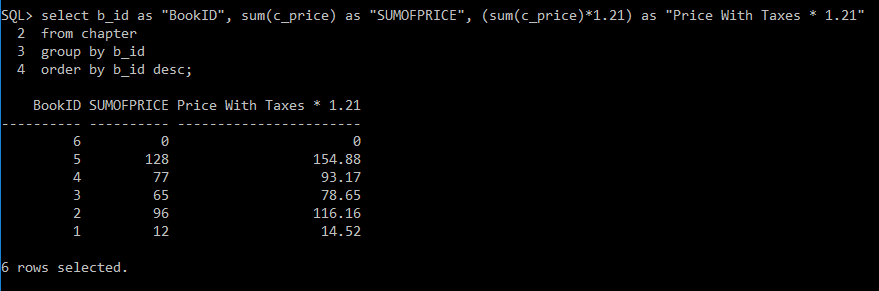 SQL> select b_id as "BookID", sum(c_price) as "SUMOFPRICE", (sum(c_price)*1.21) as "Price With Taxes * 1.21"
2 from chapter
3 group by b_id
4 order by b_id desc;
BookID SUMOFPRICE Price With Taxes * 1.21
---------- ---------- -----------------------
6 0 0
5 128 154.88
4 77 93.17
3 65 78.65
2 96 116.16
1 12 14.52
6 rows selected.